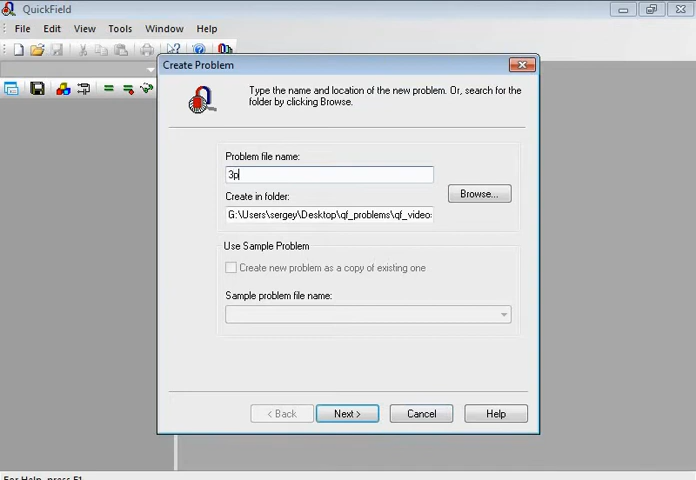 QuickField
File Edit View Tools Window Help
Create Problem
Type the name and location of the new problem. Or, search for the
folder by clicking Browse.
Problem file name:
3p
Create in folder:
Browse...
G:\Users\sergey\Desktop\qf_problems\qf_video
Use Sample Problem
Create new problem as a copy of existing one
Sample problem file name:
< Back Next > Cancel Help
For Help, press F1